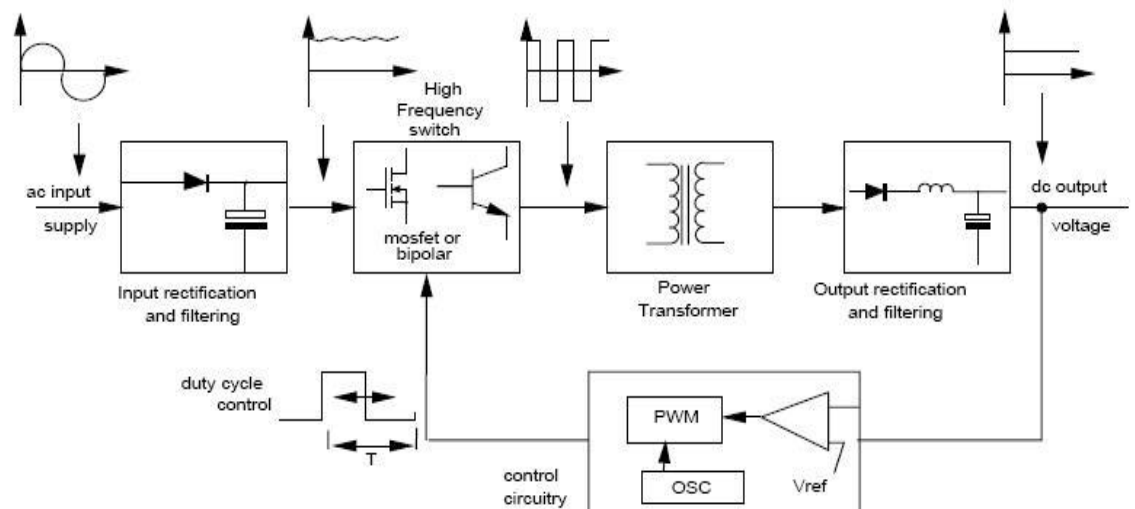 High
Frequency
switch
ac input
supply
mosfet or
bipolar
dc output
voltage
Input rectification
and filtering
Power
Transformer
Output rectification
and filtering
duty cycle
control
T
PWM
OSC
Vref
control
circuitry